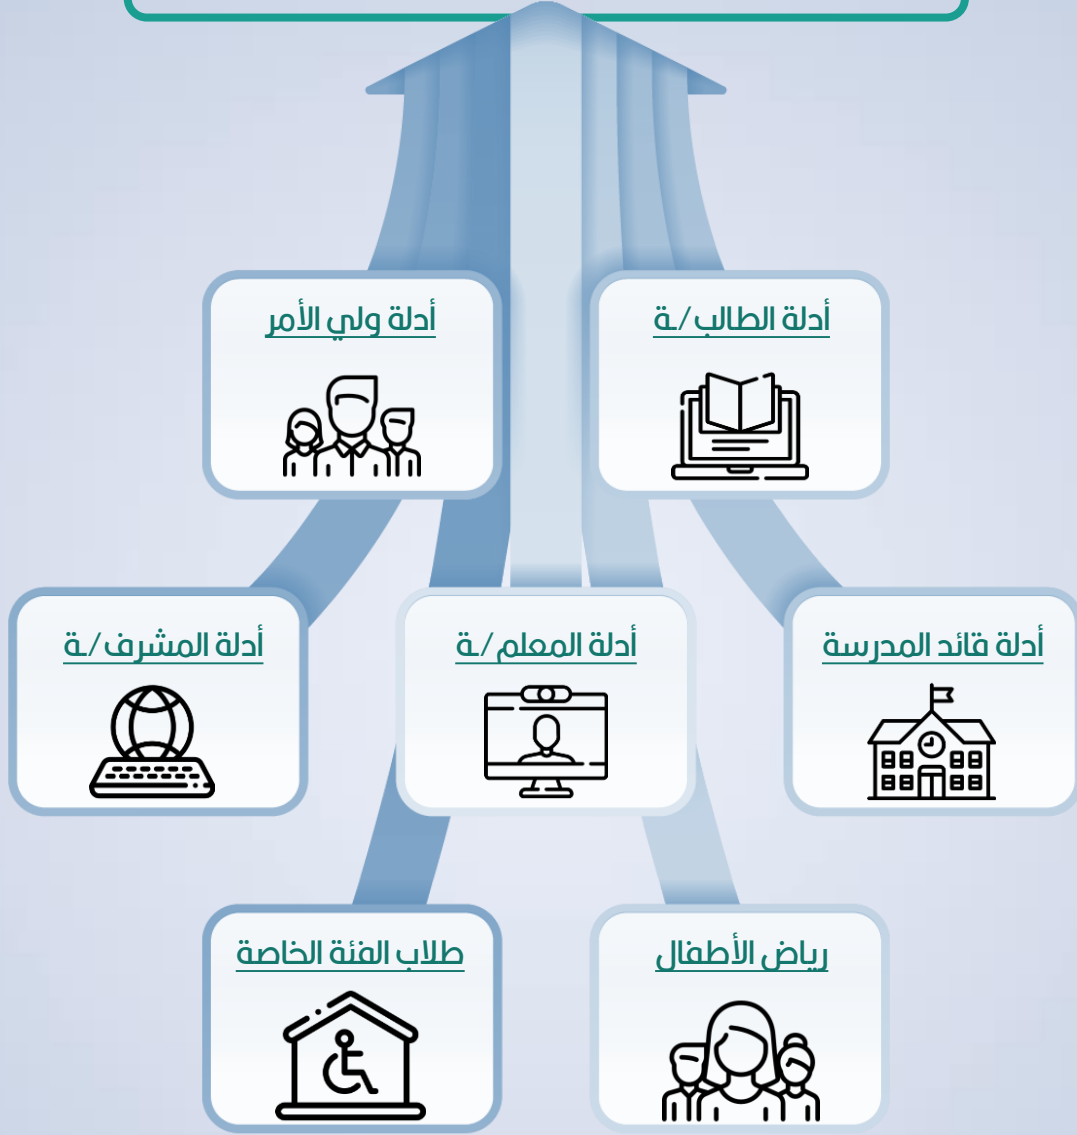 أدلة الطالب/ـة
أدلة ولي الأمر
أدلة قائد المدرسة
أدلة المعلم/ـة
أدلة المشرف/ـة
رياض الأطفال
طلاب الفئة الخاصة